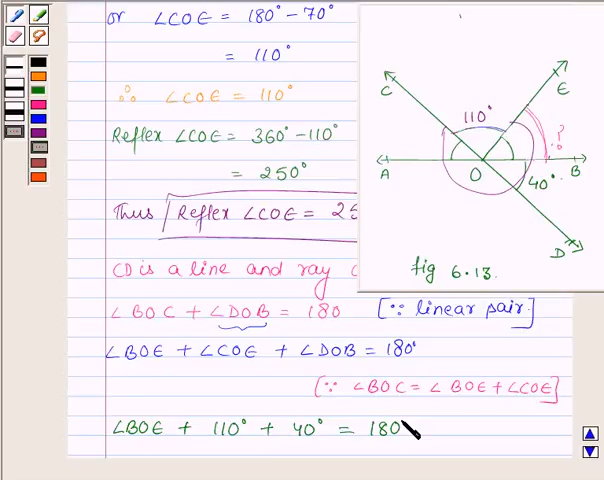 or ∠COE = 180° - 70°
= 110°
∴ ∠COE = 110°
Reflex ∠COE = 360° - 110°
= 250°
Thus Reflex ∠COE = 25
CD is a line and ray
∠BOC + ∠DOB = 180 [∵ linear pair.]
∠BOE + ∠COE + ∠DOB = 180°
[∵ ∠BOC = ∠BOE + ∠COE]
∠BOE + 110° + 40° = 180°
C
E
110°
?
A
O
B
40°
D
fig 6.13.